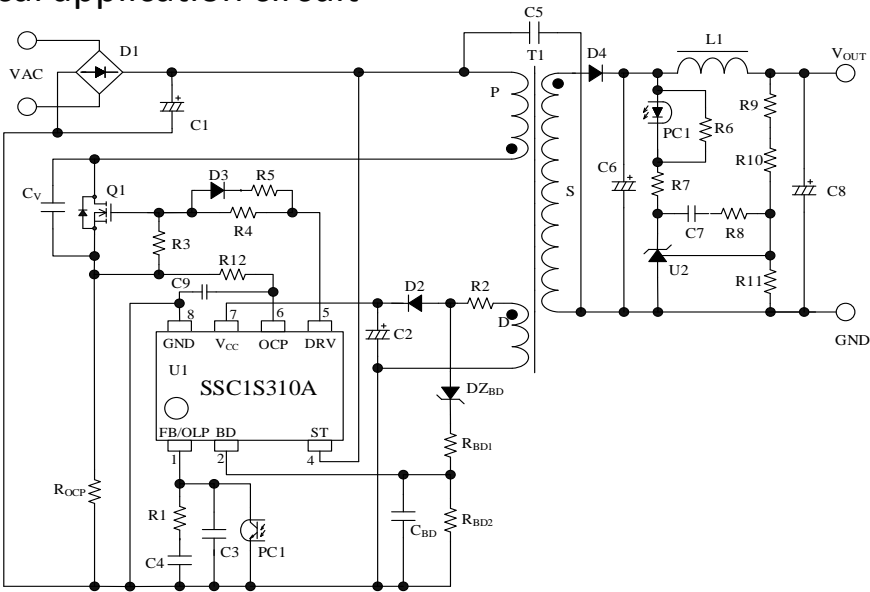 C5
T1
D1
VAC
C1
P
D4
L1
VOUT
PC1
R6
R9
R10
C6
R7
C8
S
C7
R8
U2
R11
GND
CV
Q1
D3
R5
R3
R4
R12
C9
D2
R2
C2
D
8
7
6
5
GND
VCC
OCP
DRV
U1
SSC1S310A
FB/OLP
BD
ST
1
2
4
DZBD
RBD1
ROCP
R1
C4
C3
PC1
CBD
RBD2